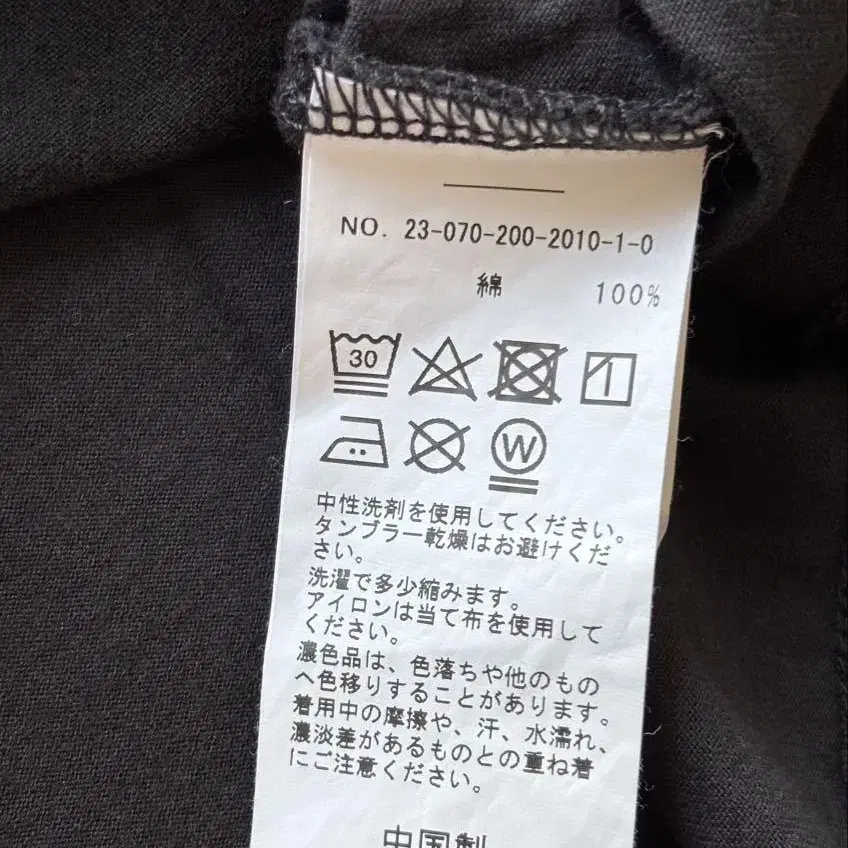 NO. 23-070-200-2010-1-0
綿 100%
30
W
中性洗剤を使用してください。
タンブラー乾燥はお避けくだ
さい。
洗濯で多少縮みます。
アイロンは当て布を使用して
ください。
濃色品は、色落ちや他のもの
へ色移りすることがあります。
着用中の摩擦や、汗、水濡れ、
濃淡差があるものとの重ね着
にご注意ください。
中国製